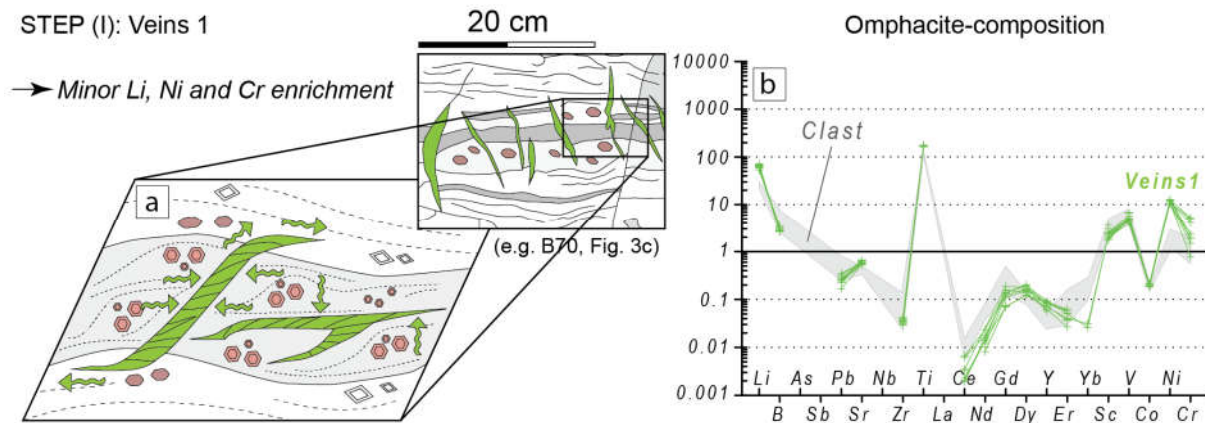 STEP (I): Veins 1
20 cm
Omphacite-composition
Minor Li, Ni and Cr enrichment
a
(e.g. B70, Fig. 3c)
b
10000
1000
100
10
1
0.1
0.01
0.001
Clast
Veins1
Li As Pb Nb Ti Ce Gd Y Yb V Ni
B Sb Sr Zr La Nd Dy Er Sc Co Cr